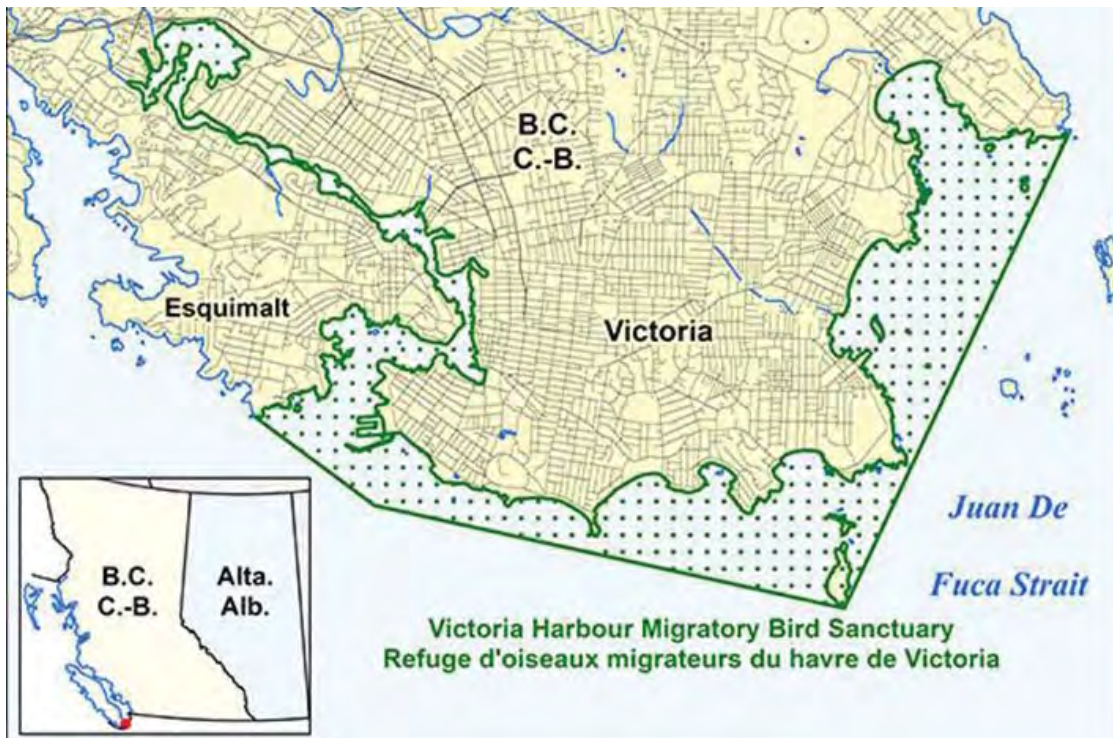 B.C.
C.-B.
Esquimalt
Victoria
Juan De
Fuca Strait
B.C.
C.-B.
Alta.
Alb.
Victoria Harbour Migratory Bird Sanctuary
Refuge d'oiseaux migrateurs du havre de Victoria